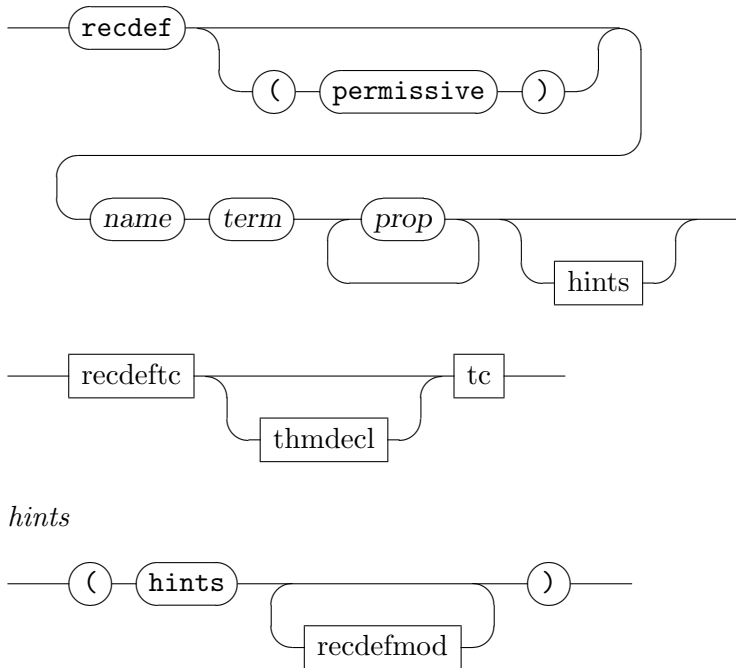 recdef
( permissive )
name term prop
hints
recdeftc tc
thmdecl
hints
( hints )
recdefmod